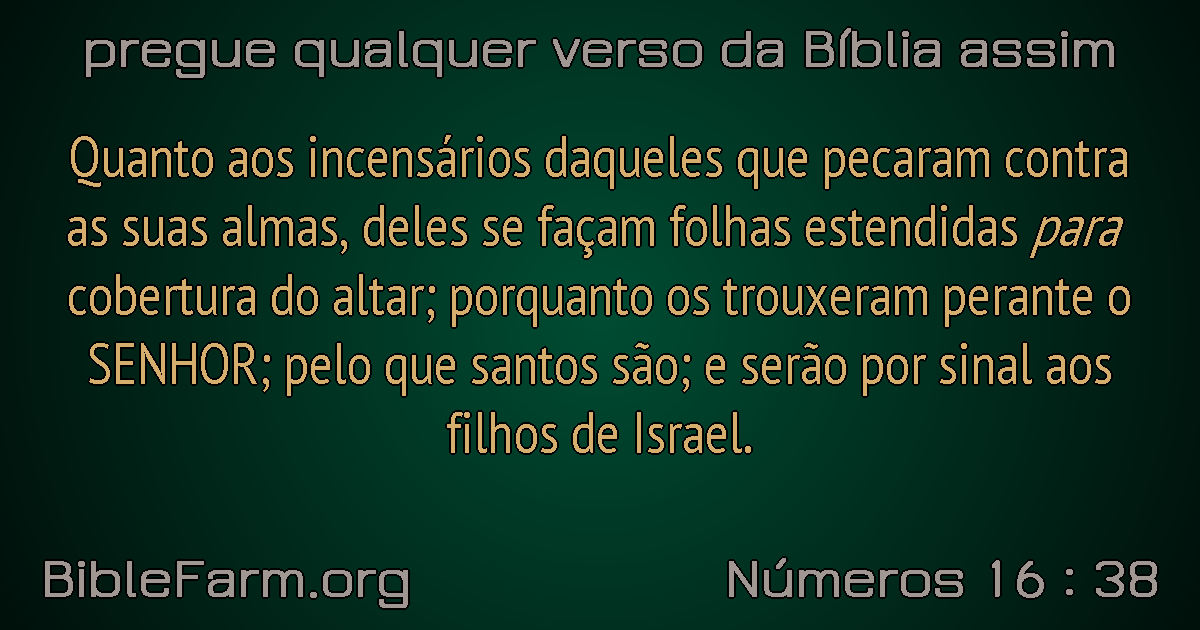 pregue qualquer verso da Bíblia assim
Quanto aos incensários daqueles que pecaram contra
as suas almas, deles se façam folhas estendidas para
cobertura do altar; porquanto os trouxeram perante o
SENHOR; pelo que santos são; e serão por sinal aos
filhos de Israel.
BibleFarm.org
Números 16 : 38